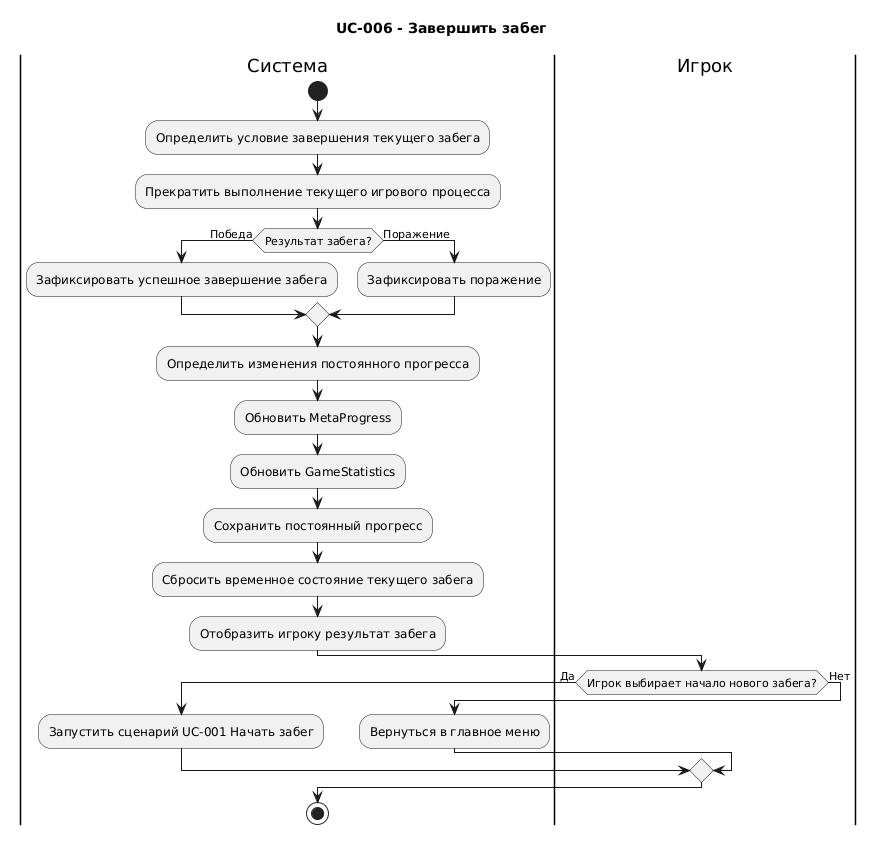 UC-006 - Завершить забег
Система
Игрок
Определить условие завершения текущего забега
Прекратить выполнение текущего игрового процесса
Победа
Результат забега?
Поражение
Зафиксировать успешное завершение забега
Зафиксировать поражение
Определить изменения постоянного прогресса
Обновить MetaProgress
Обновить GameStatistics
Сохранить постоянный прогресс
Сбросить временное состояние текущего забега
Отобразить игроку результат забега
Да
Игрок выбирает начало нового забега?
Нет
Запустить сценарий UC-001 Начать забег
Вернуться в главное меню